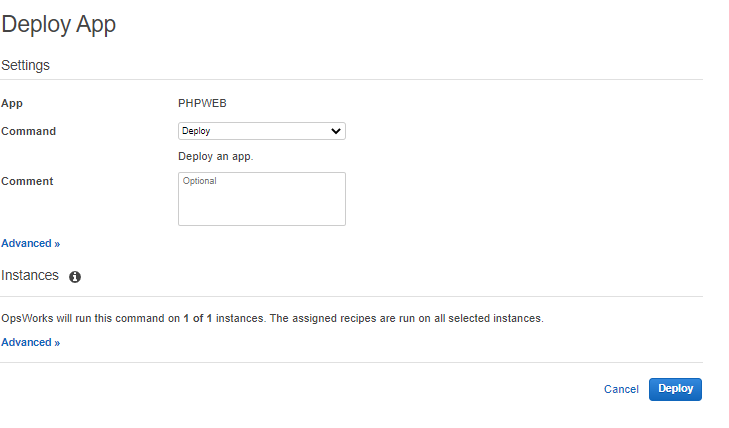 Deploy App
Settings
App PHPWEB
Command Deploy
Deploy an app.
Comment Optional
Advanced »
Instances
OpsWorks will run this command on 1 of 1 instances. The assigned recipes are run on all selected instances.
Advanced »
Cancel Deploy